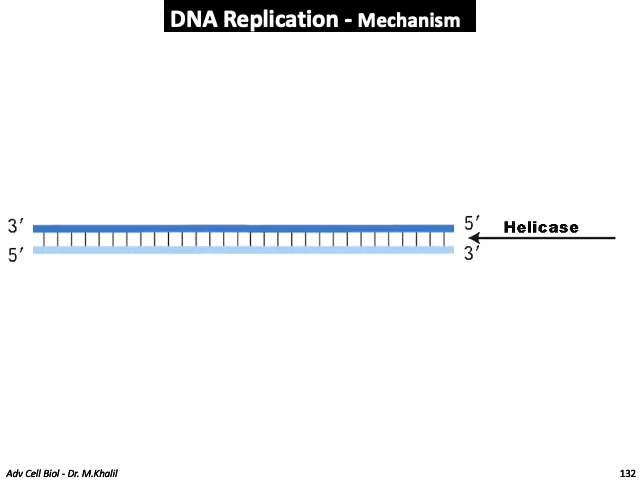 DNA Replication - Mechanism
3′ 5′
Helicase
5′ 3′
Adv Cell Biol - Dr. M.Khalil 132